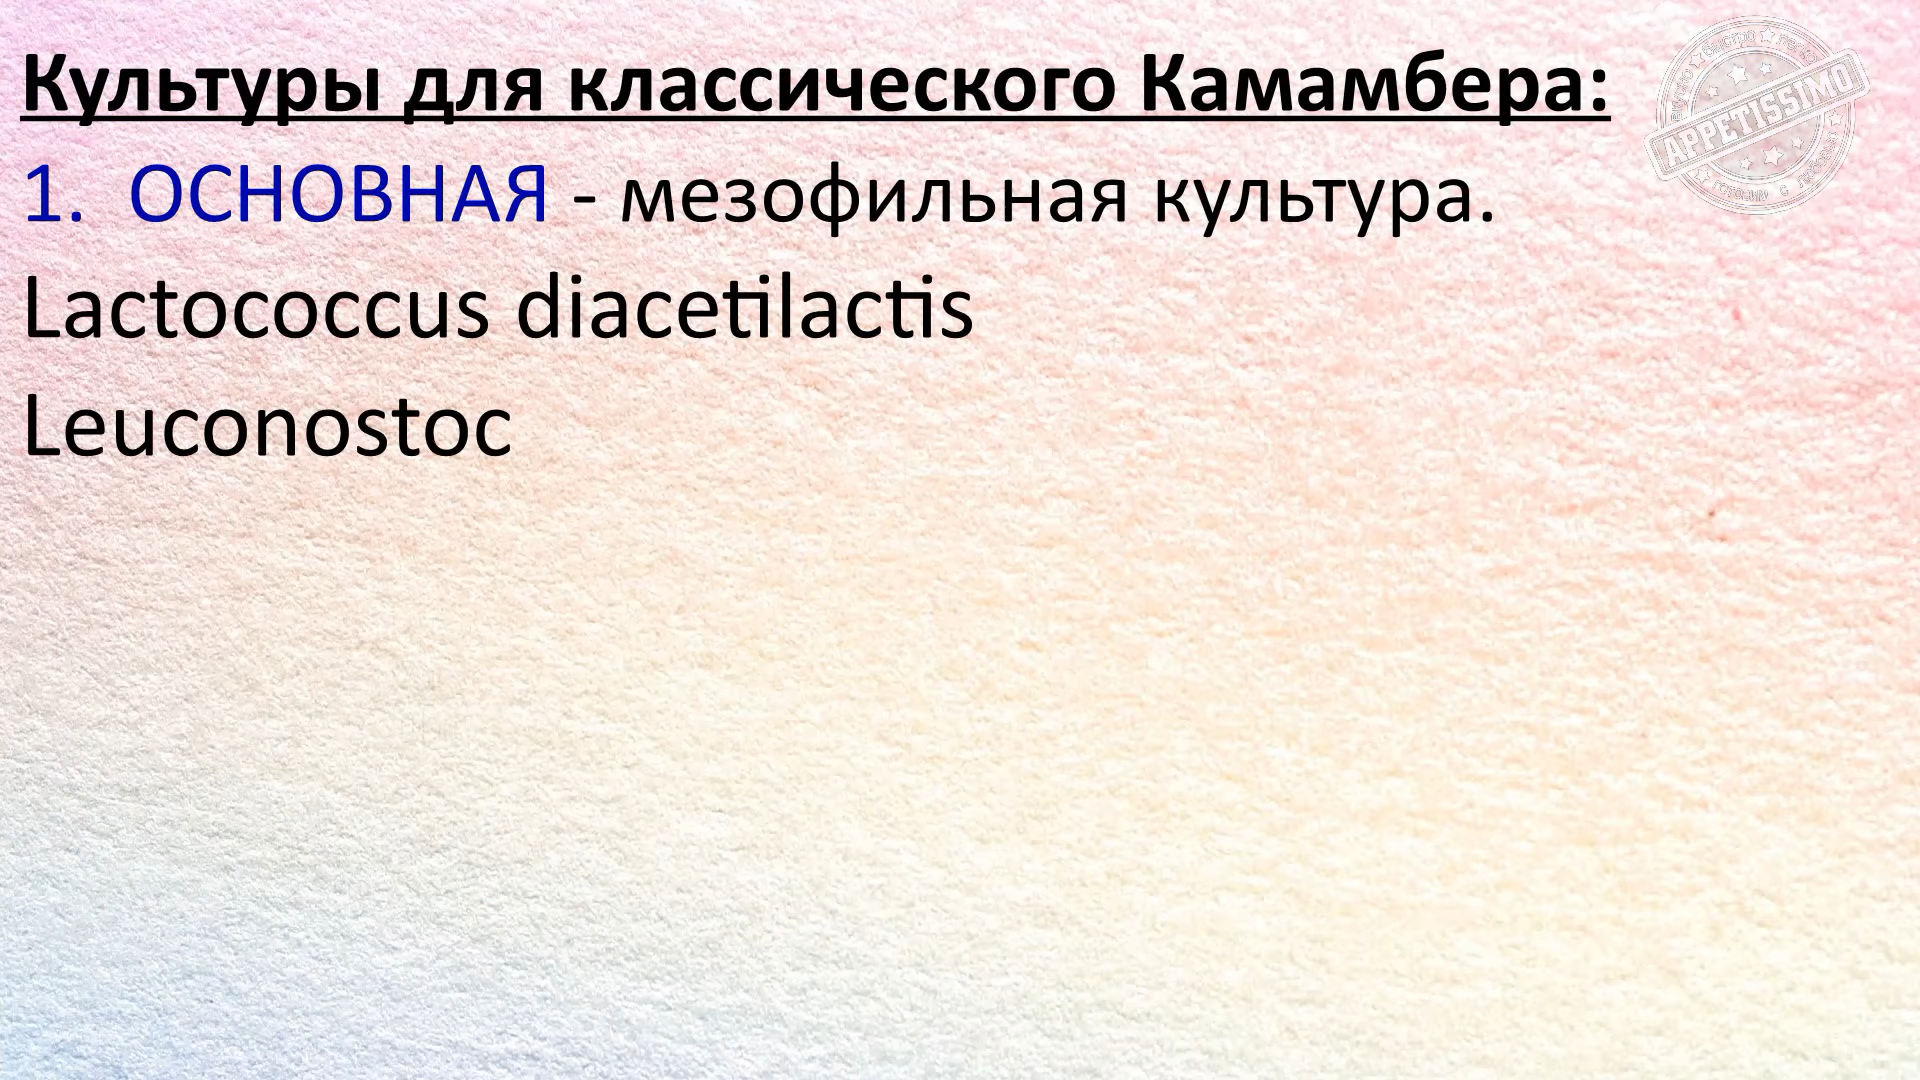 Культуры для классического Камамбера:
1. ОСНОВНАЯ - мезофильная культура.
Lactococcus diacetilactis
Leuconostoc
APPETISSIMO